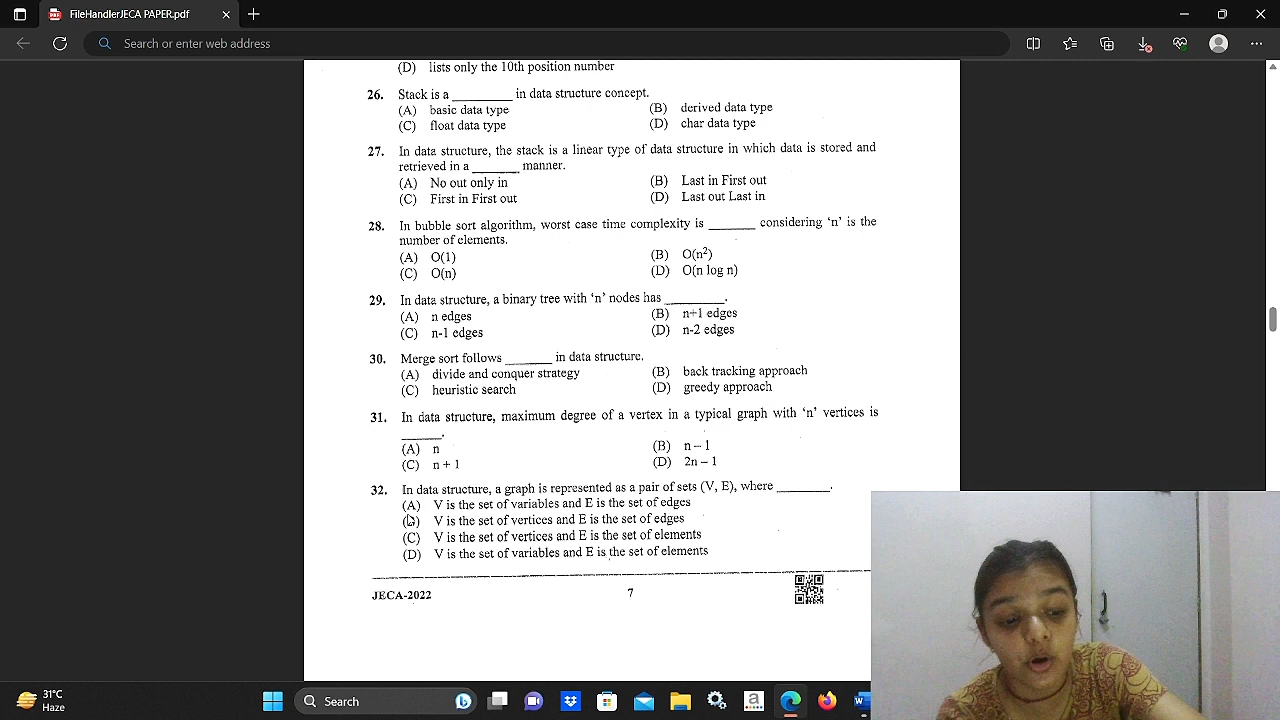 FileHandlerJECA PAPER.pdf
Search or enter web address
(D) lists only the 10th position number
26. Stack is a ________ in data structure concept.
(A) basic data type (B) derived data type
(C) float data type (D) char data type
27. In data structure, the stack is a linear type of data structure in which data is stored and
retrieved in a ______ manner.
(A) No out only in (B) Last in First out
(C) First in First out (D) Last out Last in
28. In bubble sort algorithm, worst case time complexity is ______ considering 'n' is the
number of elements.
(A) O(1) (B) O(n²)
(C) O(n) (D) O(n log n)
29. In data structure, a binary tree with 'n' nodes has ________.
(A) n edges (B) n+1 edges
(C) n-1 edges (D) n-2 edges
30. Merge sort follows ______ in data structure.
(A) divide and conquer strategy (B) back tracking approach
(C) heuristic search (D) greedy approach
31. In data structure, maximum degree of a vertex in a typical graph with 'n' vertices is
_____.
(A) n (B) n – 1
(C) n + 1 (D) 2n – 1
32. In data structure, a graph is represented as a pair of sets (V, E), where _______.
(A) V is the set of variables and E is the set of edges
(B) V is the set of vertices and E is the set of edges
(C) V is the set of vertices and E is the set of elements
(D) V is the set of variables and E is the set of elements
JECA-2022 7
31°C
Haze
Search